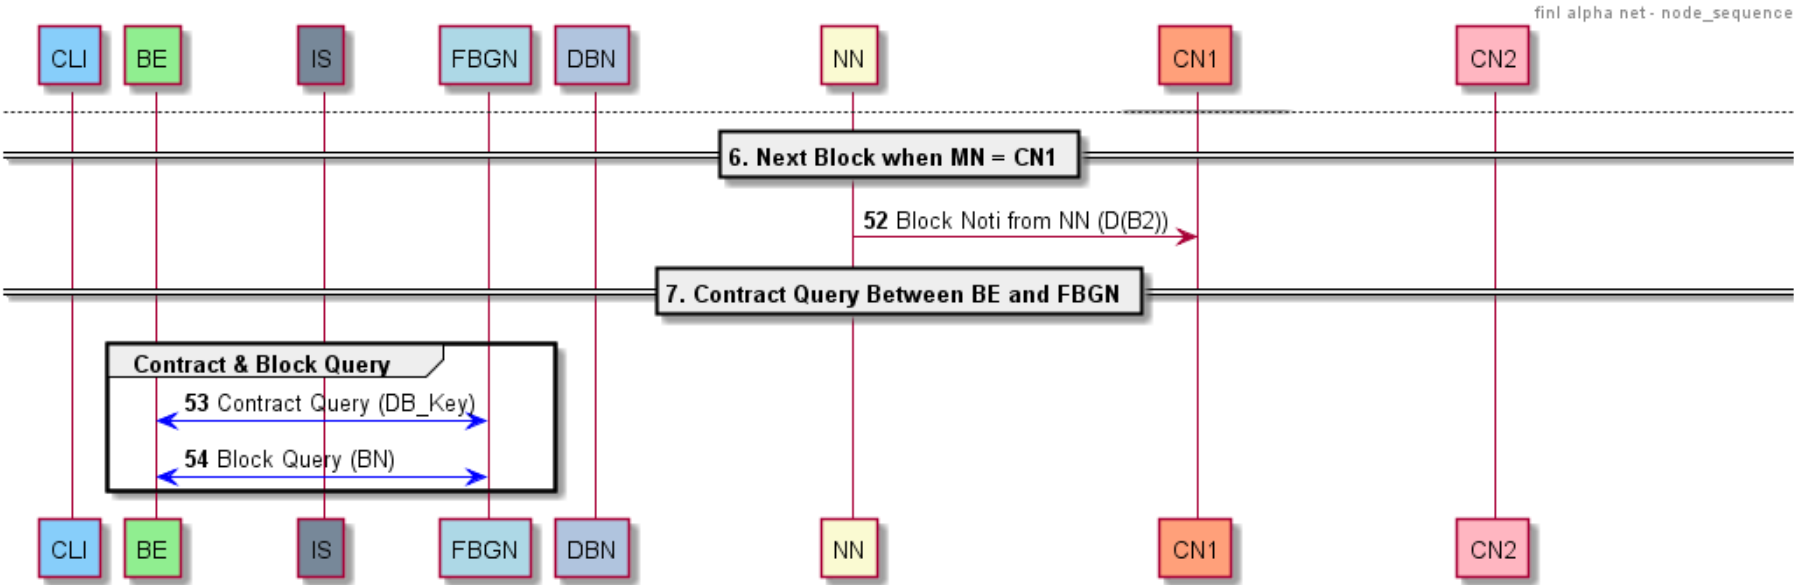 finl alpha net - node_sequence
CLI BE IS FBGN DBN NN CN1 CN2
6. Next Block when MN = CN1
52 Block Noti from NN (D(B2))
7. Contract Query Between BE and FBGN
Contract & Block Query
53 Contract Query (DB_Key)
54 Block Query (BN)
CLI BE IS FBGN DBN NN CN1 CN2